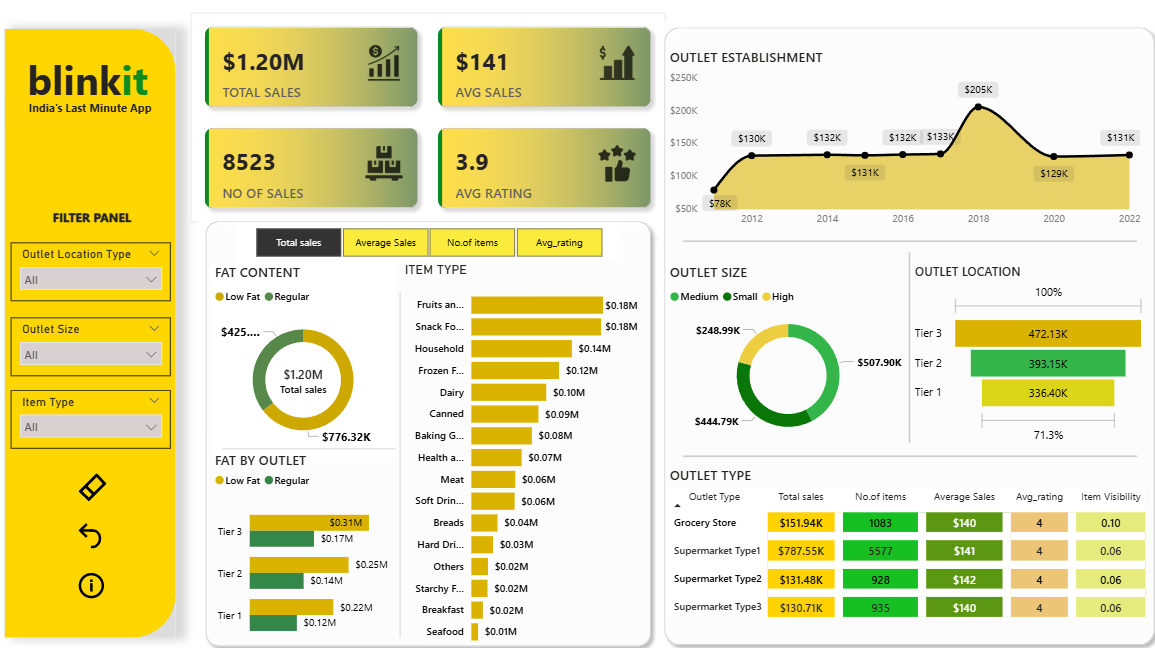 blinkit
India's Last Minute App
FILTER PANEL
Outlet Location Type
All
Outlet Size
All
Item Type
All
$1.20M
TOTAL SALES
$141
AVG SALES
8523
NO OF SALES
3.9
AVG RATING
Total sales
Average Sales
No.of items
Avg_rating
FAT CONTENT
Low Fat Regular
$425....
$1.20M
Total sales
$776.32K
FAT BY OUTLET
Low Fat Regular
Tier 3 $0.31M
$0.17M
Tier 2 $0.25M
$0.14M
Tier 1 $0.22M
$0.12M
ITEM TYPE
Fruits an... $0.18M
Snack Fo... $0.18M
Household $0.14M
Frozen F... $0.12M
Dairy $0.10M
Canned $0.09M
Baking G... $0.08M
Health a... $0.07M
Meat $0.06M
Soft Drin... $0.06M
Breads $0.04M
Hard Dri... $0.03M
Others $0.02M
Starchy F... $0.02M
Breakfast $0.02M
Seafood $0.01M
OUTLET ESTABLISHMENT
$250K
$200K
$150K
$100K
$50K
$78K
$130K
$132K
$131K
$132K
$133K
$205K
$129K
$131K
2012 2014 2016 2018 2020 2022
OUTLET SIZE
Medium Small High
$248.99K
$507.90K
$444.79K
OUTLET LOCATION
100%
Tier 3 472.13K
Tier 2 393.15K
Tier 1 336.40K
71.3%
OUTLET TYPE
Outlet Type Total sales No.of items Average Sales Avg_rating Item Visibility
Grocery Store $151.94K 1083 $140 4 0.10
Supermarket Type1 $787.55K 5577 $141 4 0.06
Supermarket Type2 $131.48K 928 $142 4 0.06
Supermarket Type3 $130.71K 935 $140 4 0.06